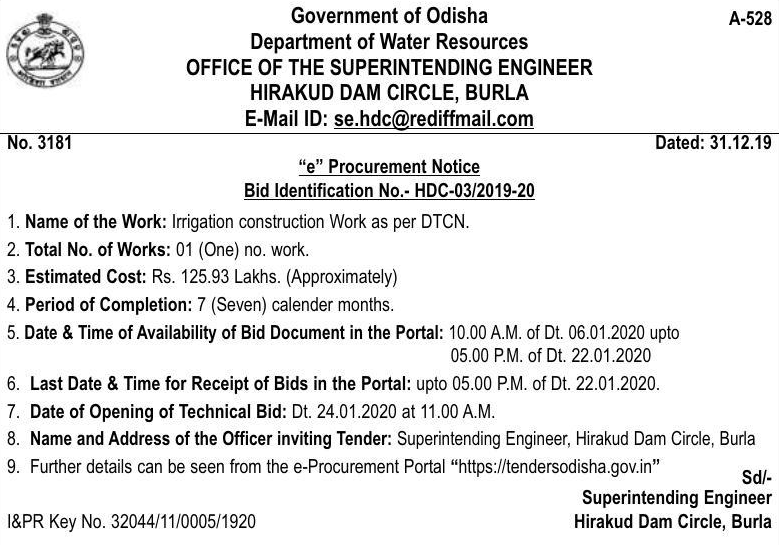 Government of Odisha
A-528
Department of Water Resources
OFFICE OF THE SUPERINTENDING ENGINEER
HIRAKUD DAM CIRCLE, BURLA
E-Mail ID: se.hdc@rediffmail.com
No. 3181
Dated: 31.12.19
“e” Procurement Notice
Bid Identification No.- HDC-03/2019-20
1. Name of the Work: Irrigation construction Work as per DTCN.
2. Total No. of Works: 01 (One) no. work.
3. Estimated Cost: Rs. 125.93 Lakhs. (Approximately)
4. Period of Completion: 7 (Seven) calender months.
5. Date & Time of Availability of Bid Document in the Portal: 10.00 A.M. of Dt. 06.01.2020 upto
05.00 P.M. of Dt. 22.01.2020
6. Last Date & Time for Receipt of Bids in the Portal: upto 05.00 P.M. of Dt. 22.01.2020.
7. Date of Opening of Technical Bid: Dt. 24.01.2020 at 11.00 A.M.
8. Name and Address of the Officer inviting Tender: Superintending Engineer, Hirakud Dam Circle, Burla
9. Further details can be seen from the e-Procurement Portal “https://tendersodisha.gov.in”
Sd/-
Superintending Engineer
I&PR Key No. 32044/11/0005/1920
Hirakud Dam Circle, Burla